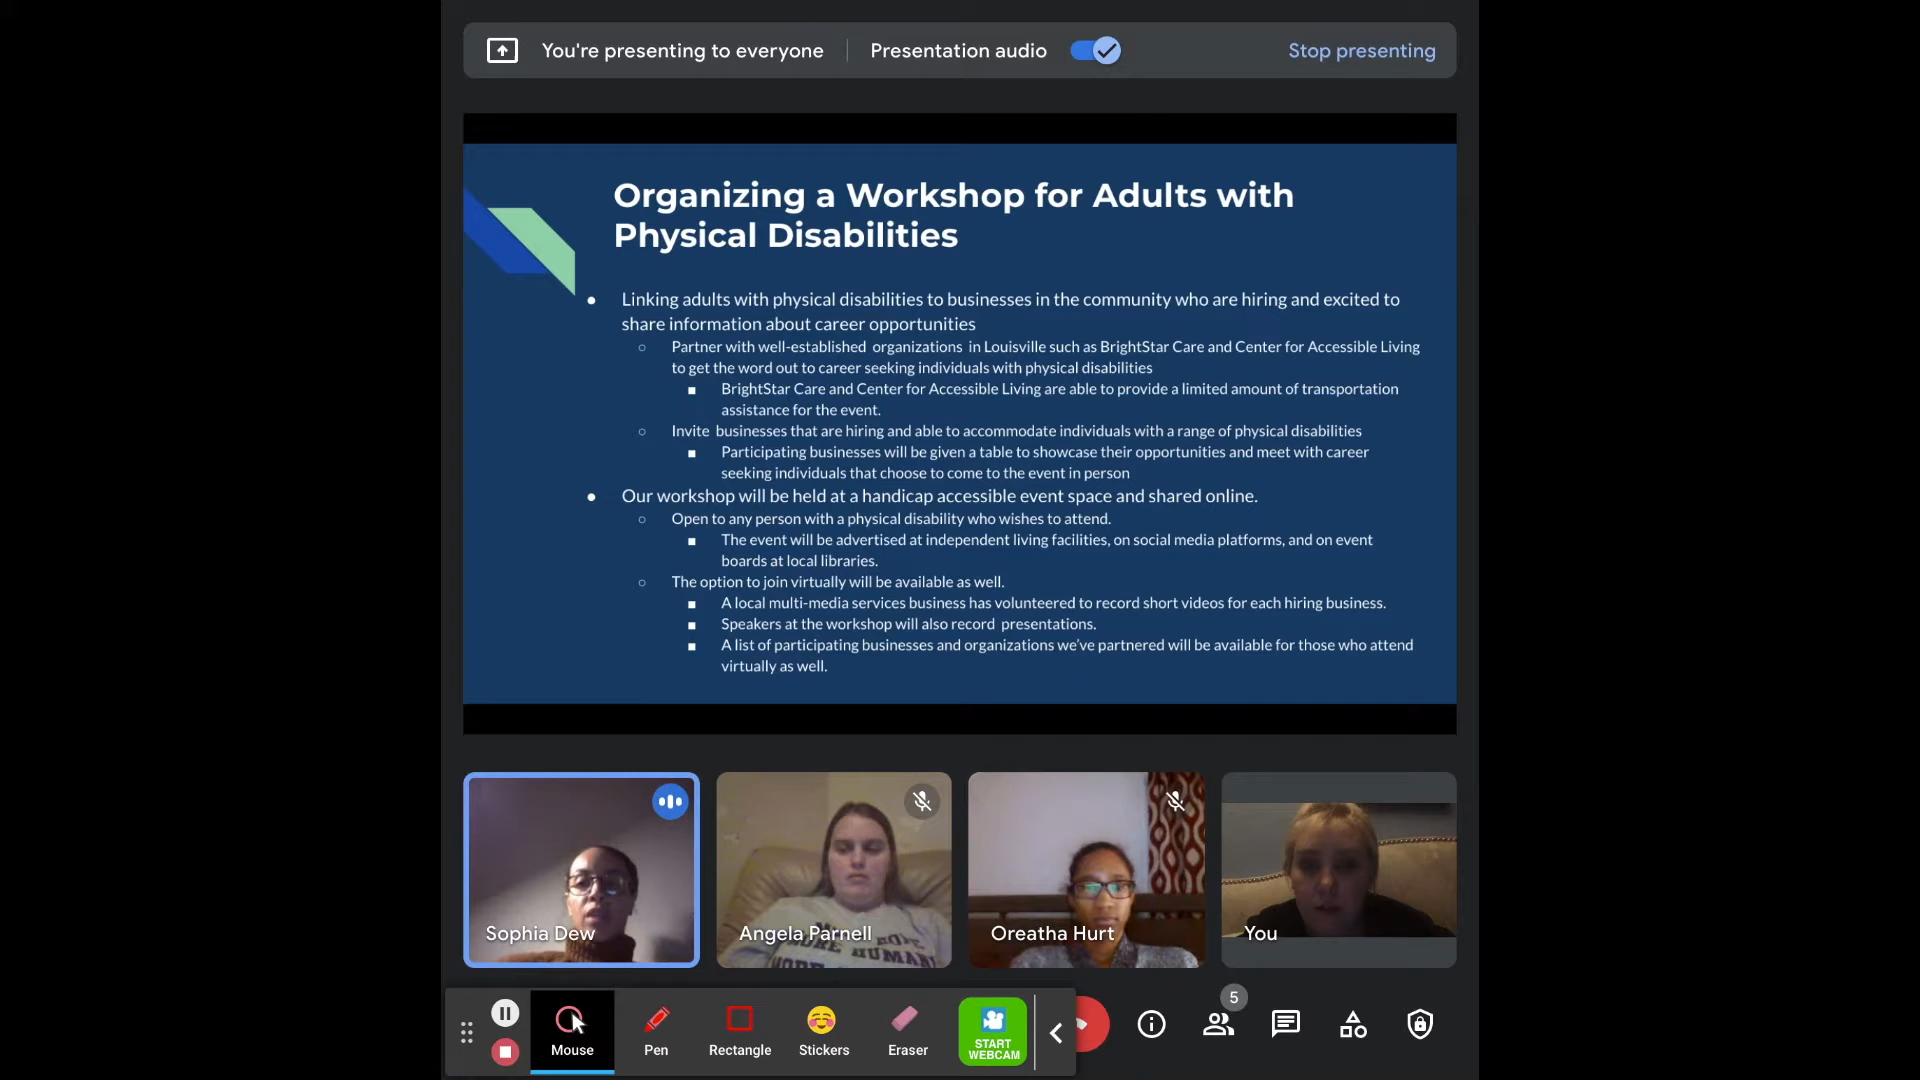 You're presenting to everyone
Presentation audio
Stop presenting
Organizing a Workshop for Adults with
Physical Disabilities
Linking adults with physical disabilities to businesses in the community who are hiring and excited to
share information about career opportunities
Partner with well-established organizations in Louisville such as BrightStar Care and Center for Accessible Living
to get the word out to career seeking individuals with physical disabilities
BrightStar Care and Center for Accessible Living are able to provide a limited amount of transportation
assistance for the event.
Invite businesses that are hiring and able to accommodate individuals with a range of physical disabilities
Participating businesses will be given a table to showcase their opportunities and meet with career
seeking individuals that choose to come to the event in person
Our workshop will be held at a handicap accessible event space and shared online.
Open to any person with a physical disability who wishes to attend.
The event will be advertised at independent living facilities, on social media platforms, and on event
boards at local libraries.
The option to join virtually will be available as well.
A local multi-media services business has volunteered to record short videos for each hiring business.
Speakers at the workshop will also record presentations.
A list of participating businesses and organizations we've partnered will be available for those who attend
virtually as well.
Sophia Dew
Angela Parnell
Oreatha Hurt
You
5
Mouse
Pen
Rectangle
Stickers
Eraser
START
WEBCAM